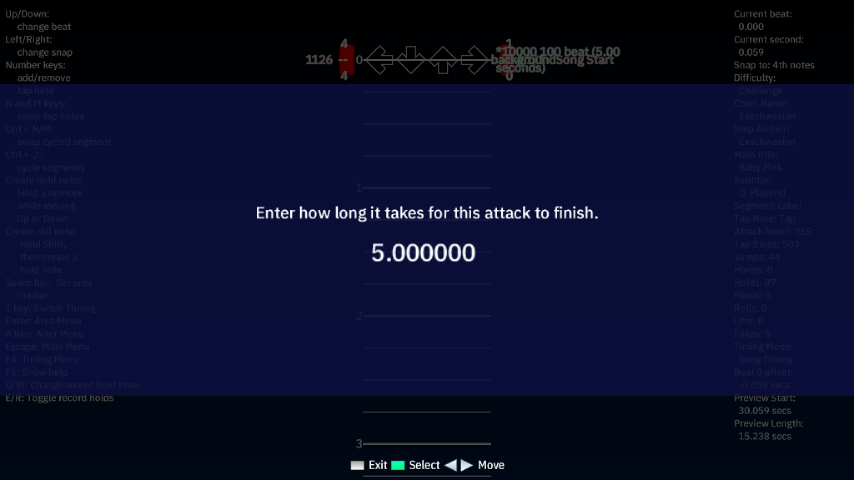 Up/Down:
change beat
Left/Right:
change snap
Number keys:
add/remove
tap note
N and M keys:
swap tap notes
Ctrl + N/M:
swap cycled segment
Ctrl + ,/.:
cycle segments
Create hold note:
Hold a number
while moving
Up or Down
Create roll note:
Hold Shift,
then create a
hold note.
Space bar: Set area
marker
T key: Switch Timing
Enter: Area Menu
A Key: Alter Menu
Escape: Main Menu
F4: Timing Menu
F1: Show help
Q/W: Change record hold time
E/R: Toggle record holds
4
1126 -- 0
4
1
0
*10000 100 beat (5.00
Song Start
seconds)
1
2
3
Enter how long it takes for this attack to finish.
5.000000
Exit Select Move
Current beat:
0.000
Current second:
0.059
Snap to: 4th notes
Difficulty:
Challenge
Chart Name:
Exschwasion
Step Author:
Exschwasion
Main title:
Baby Pink
Subtitle:
Segment: Label
Tap Note: Tap
Attack here?: YES
Tap Steps: 503
Jumps: 44
Hands: 0
Holds: 87
Mines: 9
Rolls: 0
Lifts: 6
Fakes: 0
Timing Mode:
Song Timing
Beat 0 offset:
-0.059 secs
Preview Start:
30.059 secs
Preview Length:
15.238 secs